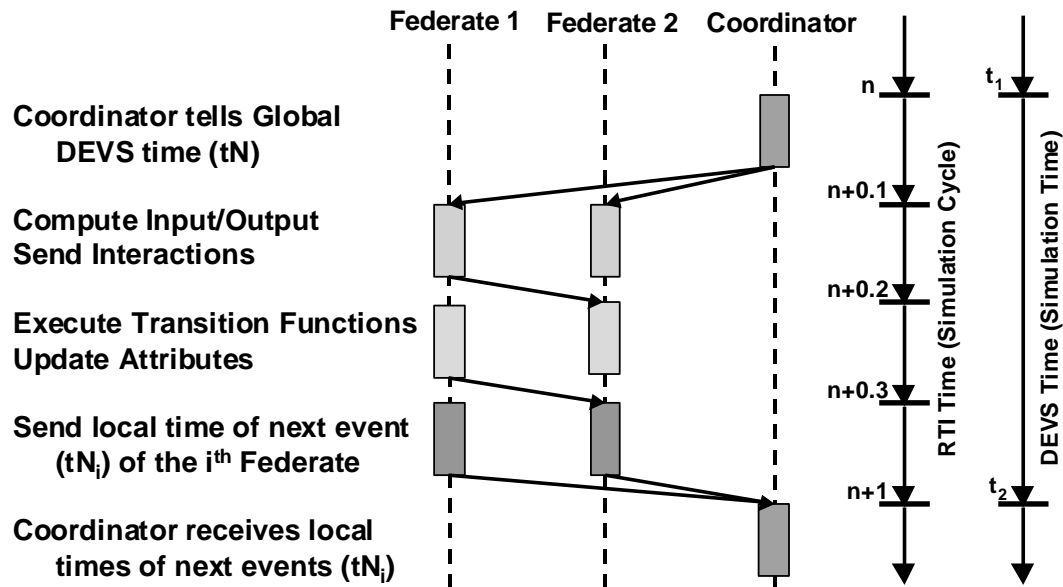 Federate 1
Federate 2
Coordinator
Coordinator tells Global
DEVS time (tN)
Compute Input/Output
Send Interactions
Execute Transition Functions
Update Attributes
Send local time of next event
(tNi) of the ith Federate
Coordinator receives local
times of next events (tNi)
n
n+0.1
n+0.2
n+0.3
n+1
RTI Time (Simulation Cycle)
t1
t2
DEVS Time (Simulation Time)